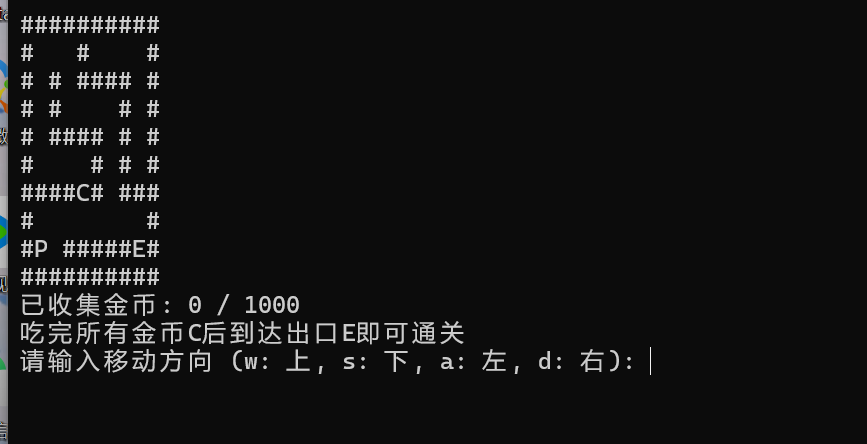 ##########
#   #    #
# # #### #
# #    # #
# #### # #
#    # # #
####C# ###
#        #
#P #####E#
##########
已收集金币: 0 / 1000
吃完所有金币C后到达出口E即可通关
请输入移动方向 (w: 上, s: 下, a: 左, d: 右):